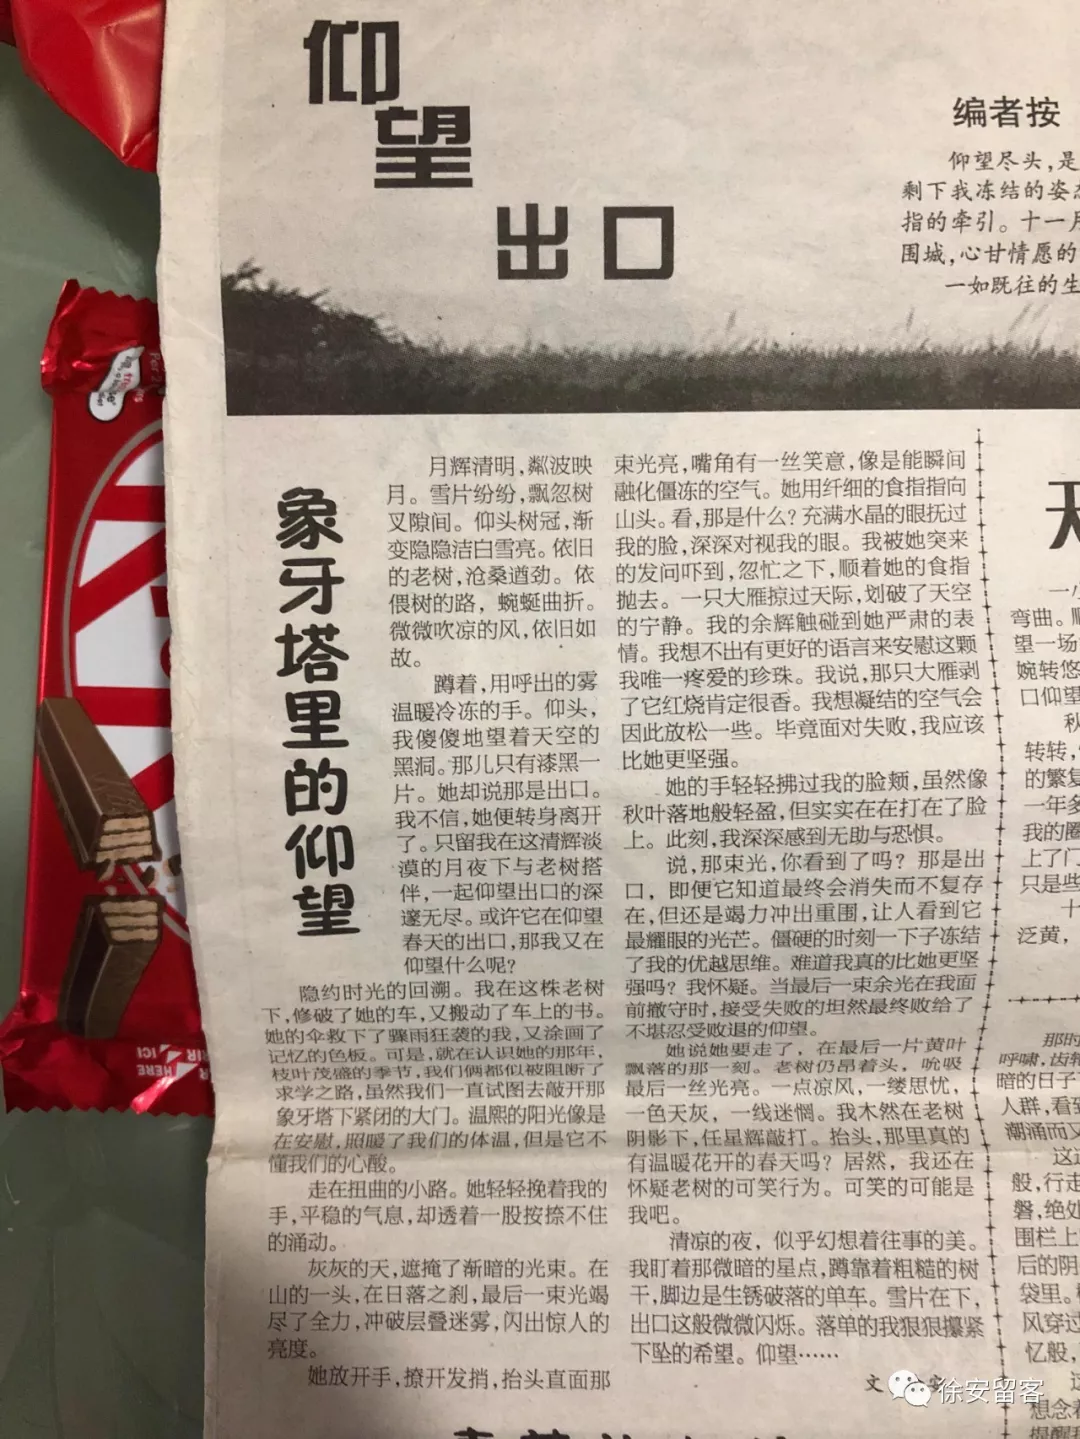 仰
望
出口
编者按
仰望尽头,是
剩下我冻结的姿
指的牵引。十一月
围城,心甘情愿的
一如既往的生
象牙塔里的仰望
月辉清明,粼波映
月。雪片纷纷,飘忽树
叉隙间。仰头树冠,渐
变隐隐洁白雪亮。依旧
的老树,沧桑遒劲。依
偎树的路,蜿蜒曲折。
微微吹凉的风,依旧如
故。
蹲着,用呼出的雾
温暖冷冻的手。仰头,
我傻傻地望着天空的
黑洞。那儿只有漆黑一
片。她却说那是出口。
我不信,她便转身离开
了。只留我在这清辉淡
漠的月夜下与老树搭
伴,一起仰望出口的深
邃无尽。或许它在仰望
春天的出口,那我又在
仰望什么呢?
隐约时光的回溯。我在这株老树
下,修破了她的车,又搬动了车上的书。
她的伞救下了骤雨狂袭的我,又涂画了
记忆的色板。可是,就在认识她的那年,
枝叶茂盛的季节,我们俩都似被阻断了
求学之路,虽然我们一直试图去敲开那
象牙塔下紧闭的大门。温熙的阳光像是
在安慰,照暖了我们的体温,但是它不
懂我们的心酸。
走在扭曲的小路。她轻轻挽着我的
手,平稳的气息,却透着一股按捺不住
的涌动。
灰灰的天,遮掩了渐暗的光束。在
山的一头,在日落之刹,最后一束光竭
尽了全力,冲破层叠迷雾,闪出惊人的
亮度。
她放开手,撩开发捎,抬头直面那
束光亮,嘴角有一丝笑意,像是能瞬间
融化僵冻的空气。她用纤细的食指指向
山头。看,那是什么?充满水晶的眼抚过
我的脸,深深对视我的眼。我被她突来
的发问吓到,忽忙之下,顺着她的食指
抛去。一只大雁掠过天际,划破了天空
的宁静。我的余辉触碰到她严肃的表
情。我想不出有更好的语言来安慰这颗
我唯一疼爱的珍珠。我说,那只大雁剥
了它红烧肯定很香。我想凝结的空气会
因此放松一些。毕竟面对失败,我应该
比她更坚强。
她的手轻轻拂过我的脸颊,虽然像
秋叶落地般轻盈,但实实在在打在了脸
上。此刻,我深深感到无助与恐惧。
说,那束光,你看到了吗?那是出
口,即便它知道最终会消失而不复存
在,但还是竭力冲出重围,让人看到它
最耀眼的光芒。僵硬的时刻一下子冻结
了我的优越思维。难道我真的比她更坚
强吗?我怀疑。当最后一束余光在我面
前撤守时,接受失败的坦然最终败给了
不堪忍受败退的仰望。
她说她要走了,在最后一片黄叶
飘落的那一刻。老树仍昂着头,吮吸
最后一丝光亮。一点凉风,一缕思忧,
一色天灰,一线迷惘。我木然在老树
阴影下,任星辉敲打。抬头,那里真的
有温暖花开的春天吗?居然,我还在
怀疑老树的可笑行为。可笑的可能是
我吧。
清凉的夜,似乎幻想着往事的美。
我盯着那微暗的星点,蹲靠着粗糙的树
干,脚边是生锈破落的单车。雪片在下,
出口这般微微闪烁。落单的我狠狠攥紧
下坠的希望。仰望……
文
徐安留客
天
弯曲。
望一场
婉转悠
口仰望
秋
转转,
的繁复
一年多
我的圈
上了门
只是些
十
泛黄,
那时
呼啸,齿轮
暗的日子
人群,看到
潮涌而又
这边
般,行走
磐,绝处
围栏上
后的阴
袋里。
风穿过
忆般,
想念着
提醒我
HERE
ICI